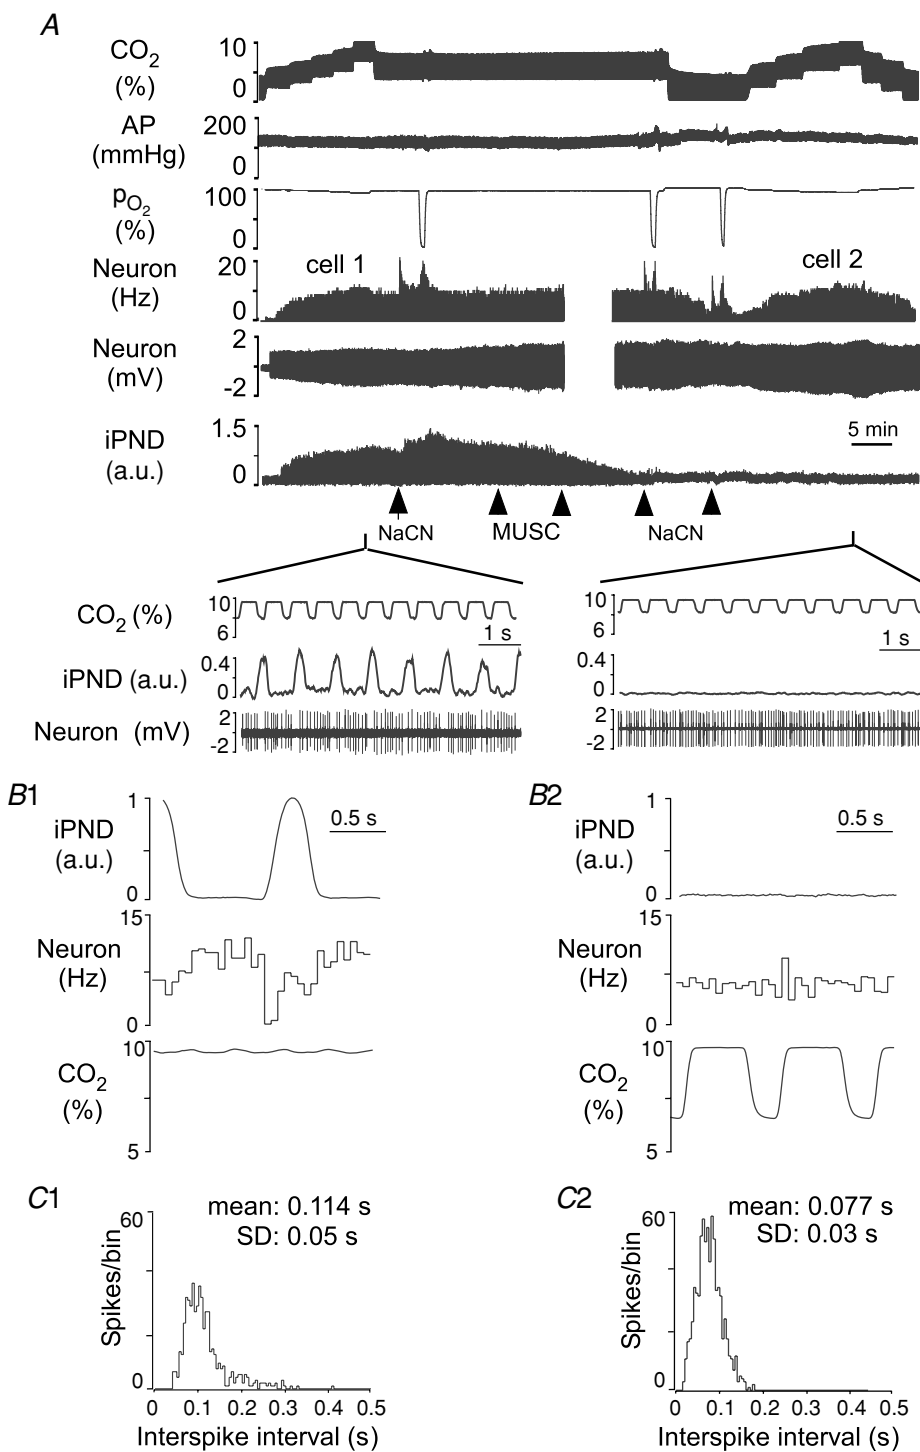 A
CO2
(%)
10
0
AP
(mmHg)
200
0
pO2
(%)
100
0
Neuron
(Hz)
20
0
cell 1
cell 2
Neuron
(mV)
2
-2
iPND
(a.u.)
1.5
0
5 min
NaCN
MUSC
NaCN
CO2 (%)
10
6
1 s
iPND (a.u.)
0.4
0
Neuron (mV)
2
-2
10
6
1 s
0.4
0
2
-2
B1
iPND
(a.u.)
1
0
0.5 s
Neuron
(Hz)
15
0
CO2
(%)
10
5
B2
iPND
(a.u.)
1
0
0.5 s
Neuron
(Hz)
15
0
CO2
(%)
10
5
C1
mean: 0.114 s
SD: 0.05 s
Spikes/bin
60
0
0 0.1 0.2 0.3 0.4 0.5
Interspike interval (s)
C2
mean: 0.077 s
SD: 0.03 s
Spikes/bin
60
0
0 0.1 0.2 0.3 0.4 0.5
Interspike interval (s)